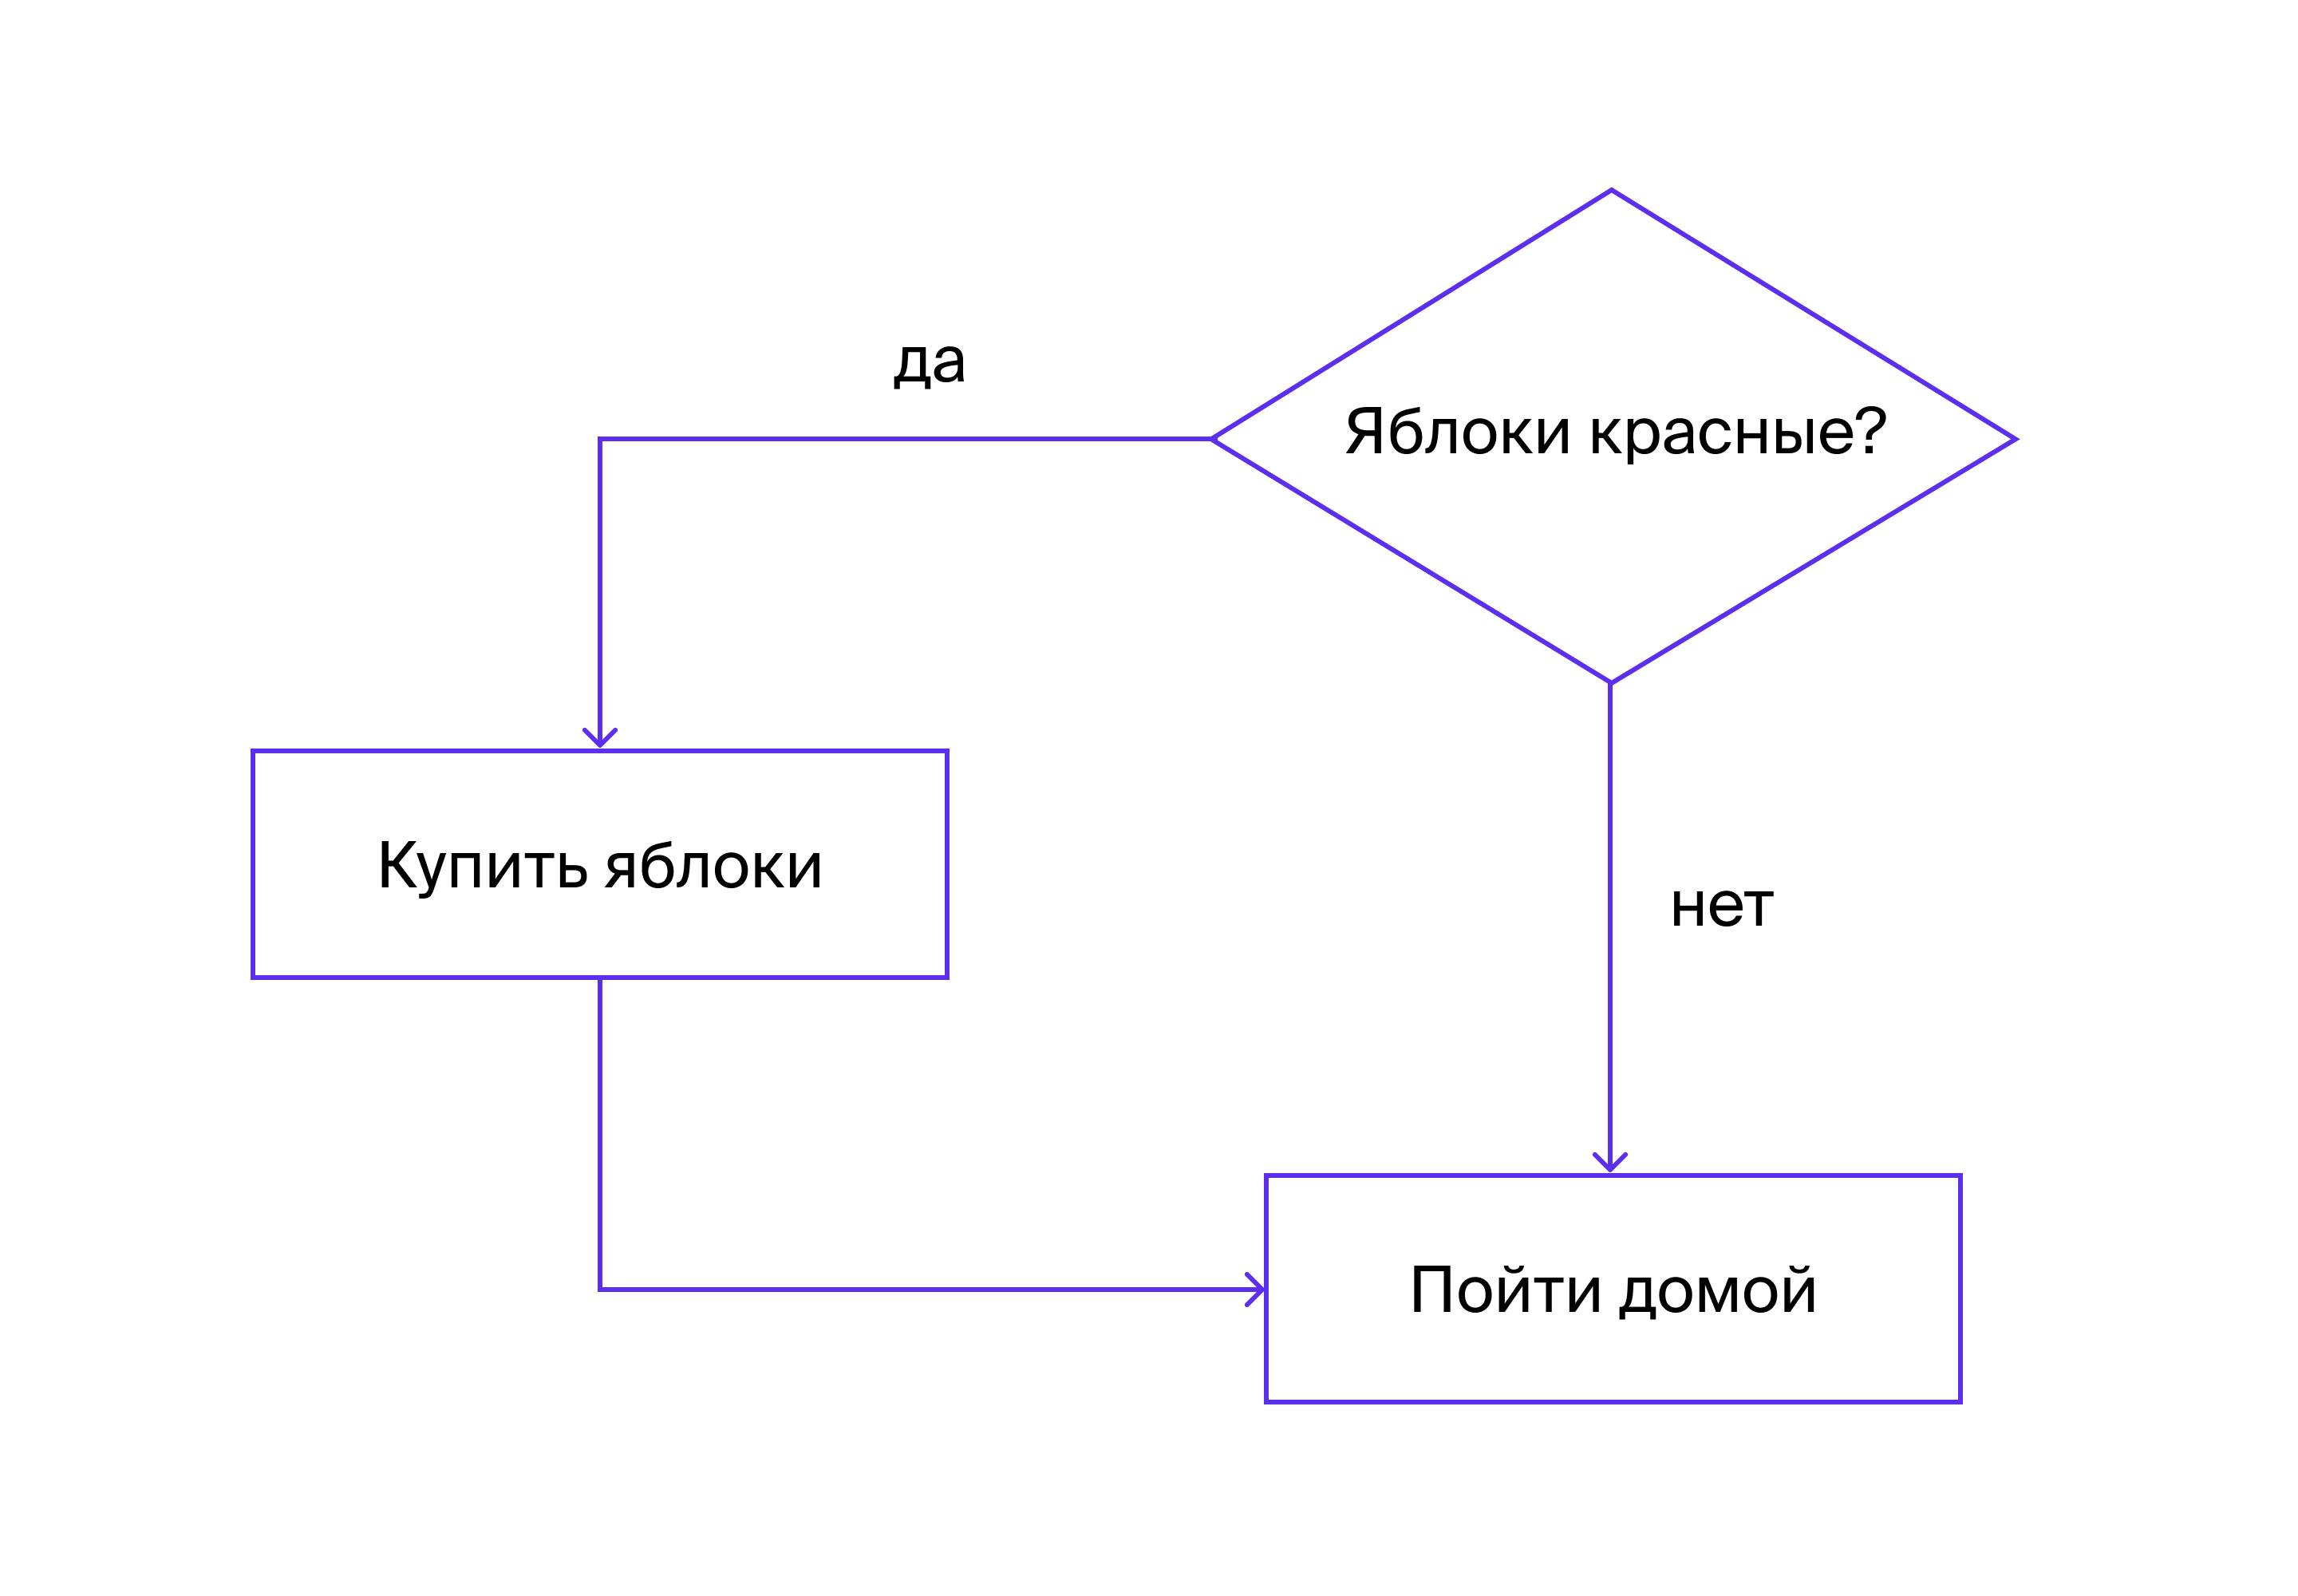 да
Яблоки красные?
Купить яблоки
нет
Пойти домой